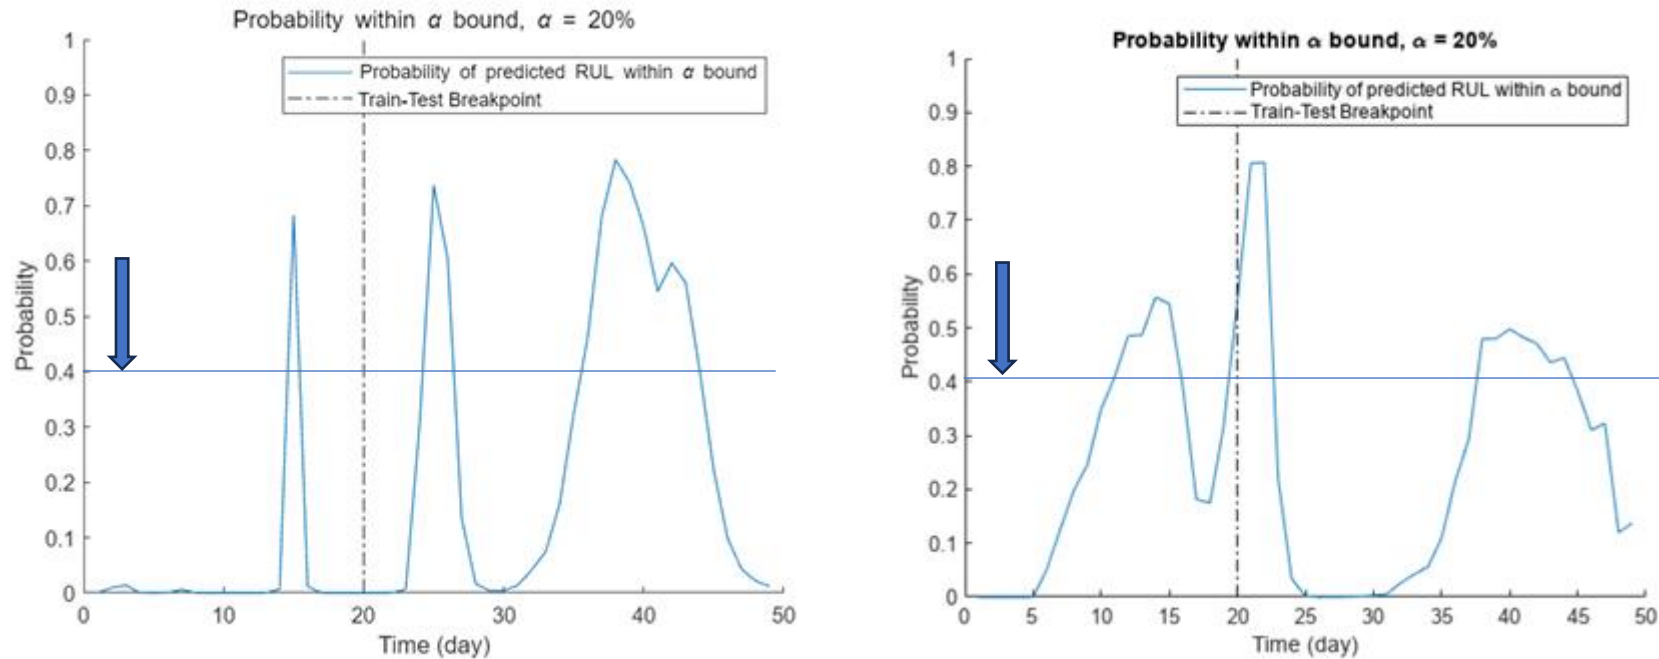 Probability within α bound, α = 20%
1
0.9
0.8
0.7
0.6
0.5
0.4
0.3
0.2
0.1
0
Probability
Probability of predicted RUL within α bound
Train-Test Breakpoint
0 10 20 30 40 50
Time (day)
Probability within α bound, α = 20%
1
0.9
0.8
0.7
0.6
0.5
0.4
0.3
0.2
0.1
0
Probability
Probability of predicted RUL within α bound
Train-Test Breakpoint
0 5 10 15 20 25 30 35 40 45 50
Time (day)